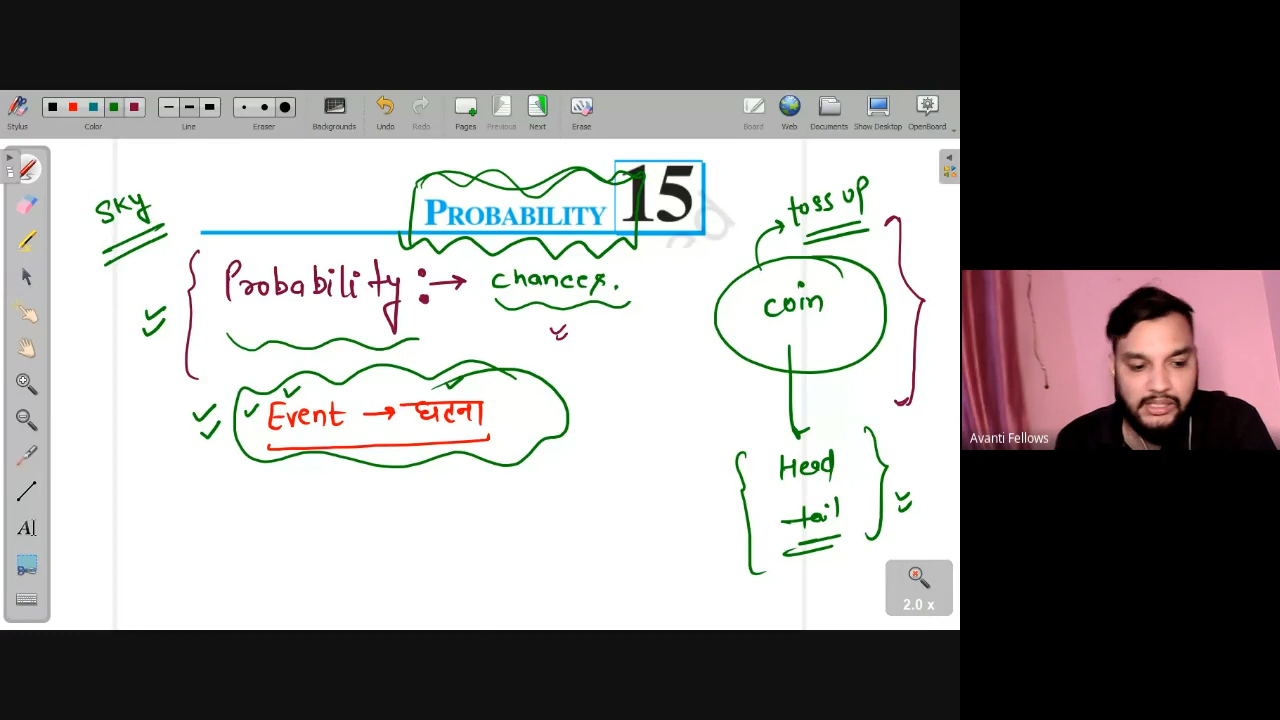 Stylus
Color
Line
Eraser
Backgrounds
Undo
Redo
Pages
Previous
Next
Erase
Board
Web
Documents
Show Desktop
OpenBoard
PROBABILITY 15
Sky
toss up
Probability :→ chances.
coin
Event → घटना
Head
tail
Avanti Fellows
2.0 x